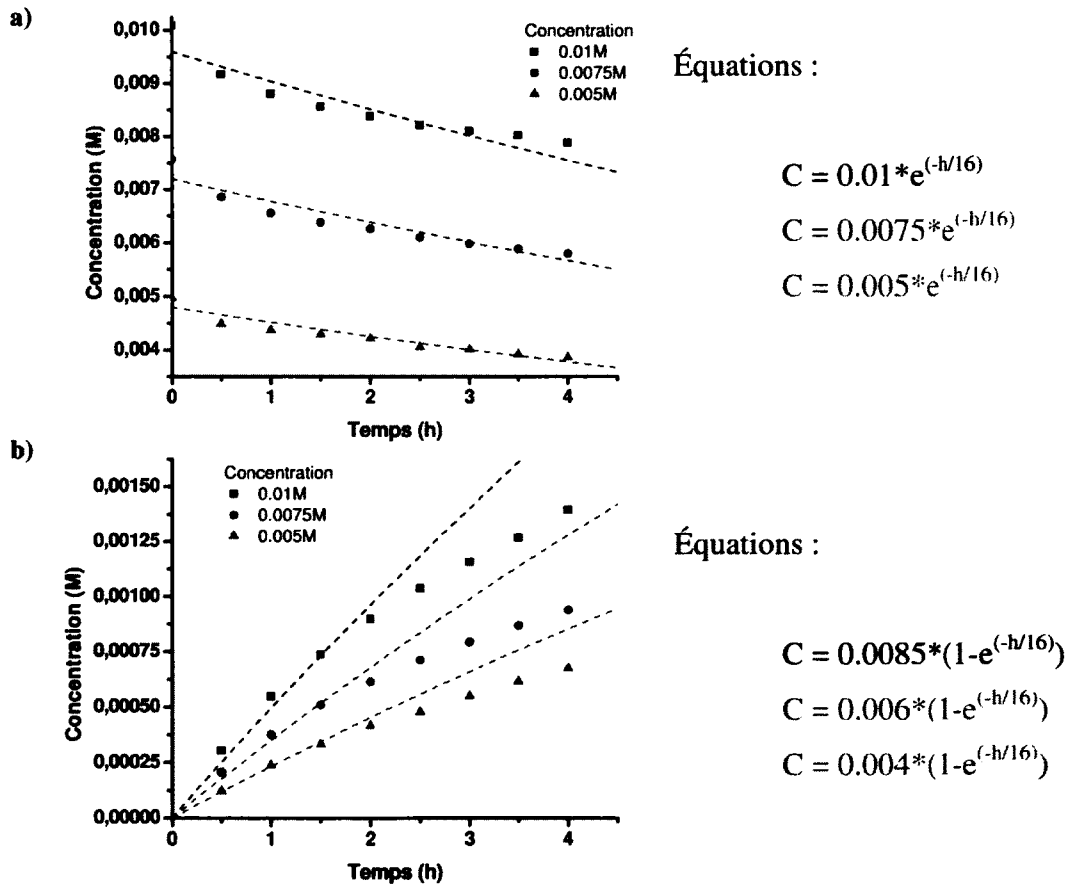 a)
0,010
0,009
0,008
0,007
0,006
0,005
0,004
Concentration (M)
0 1 2 3 4
Temps (h)
Concentration
0.01M
0.0075M
0.005M
Équations :
C = 0.01*e^(-h/16)
C = 0.0075*e^(-h/16)
C = 0.005*e^(-h/16)
b)
0,00150
0,00125
0,00100
0,00075
0,00050
0,00025
0,00000
Concentration (M)
0 1 2 3 4
Temps (h)
Concentration
0.01M
0.0075M
0.005M
Équations :
C = 0.0085*(1-e^(-h/16))
C = 0.006*(1-e^(-h/16))
C = 0.004*(1-e^(-h/16))